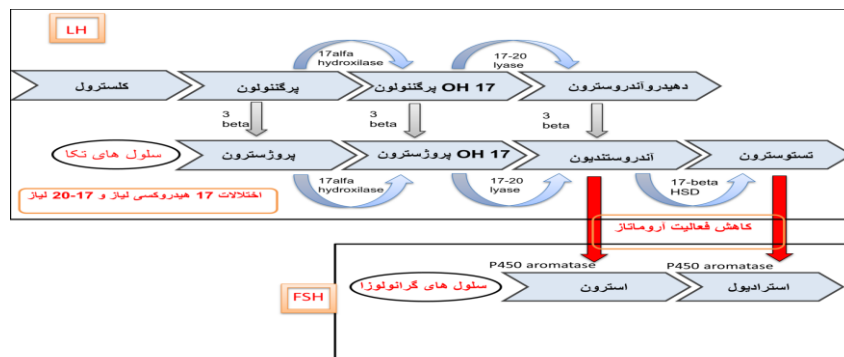 LH
17alfa
hydroxilase
17-20
lyase
کلسترول
پرگننولون
17 OH پرگننولون
دهیدروآندروسترون
3
beta
3
beta
3
beta
سلول های تکا
پروژسترون
17 OH پروژسترون
آندروستندیون
تستوسترون
17alfa
hydroxilase
17-20
lyase
17-beta
HSD
اختلالات 17 هیدروکسی لیاز و 17-20 لیاز
کاهش فعالیت آروماتاز
P450 aromatase
P450 aromatase
FSH
سلول های گرانولوزا
استرون
استرادیول